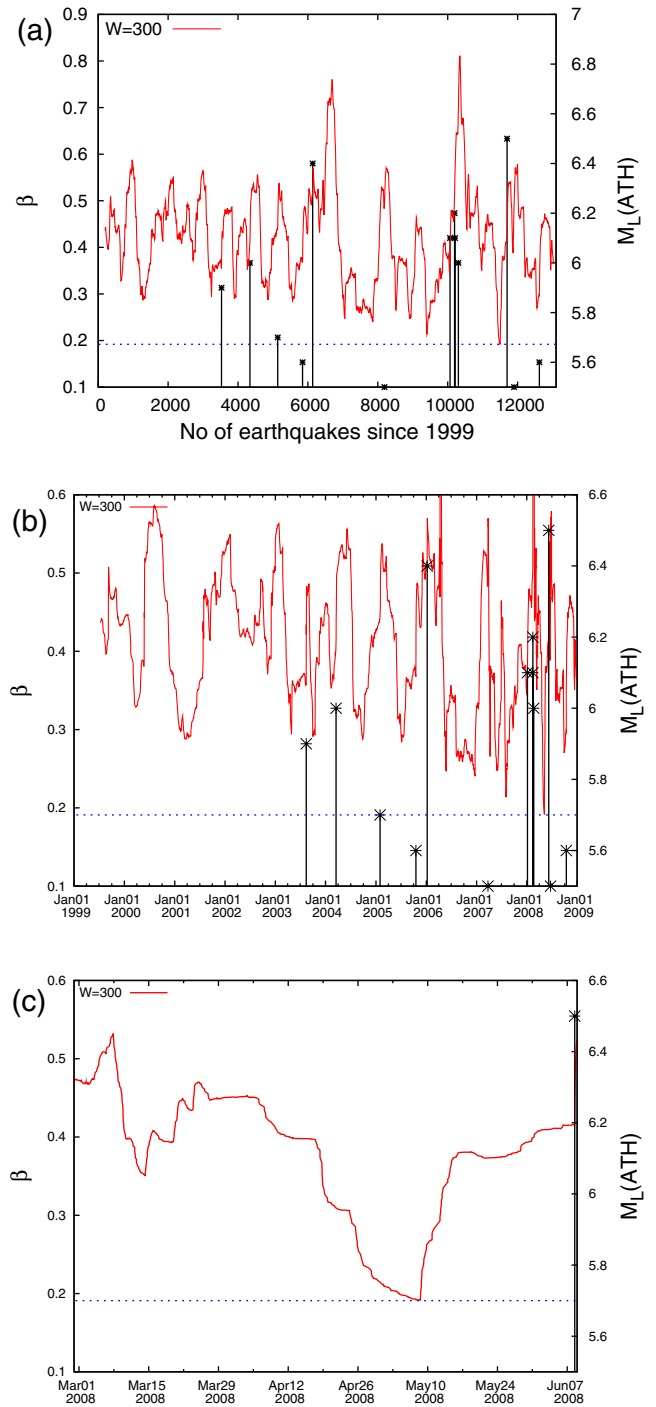 (a)
W=300
0.9
0.8
0.7
0.6
0.5
0.4
0.3
0.2
0.1
β
7
6.8
6.6
6.4
6.2
6
5.8
5.6
M_L(ATH)
0 2000 4000 6000 8000 10000 12000
No of earthquakes since 1999
(b)
W=300
0.6
0.5
0.4
0.3
0.2
0.1
β
6.6
6.4
6.2
6
5.8
5.6
M_L(ATH)
Jan01 Jan01 Jan01 Jan01 Jan01 Jan01 Jan01 Jan01 Jan01 Jan01 Jan01
1999 2000 2001 2002 2003 2004 2005 2006 2007 2008 2009
(c)
W=300
0.6
0.5
0.4
0.3
0.2
0.1
β
6.6
6.4
6.2
6
5.8
5.6
M_L(ATH)
Mar01 Mar15 Mar29 Apr12 Apr26 May10 May24 Jun07
2008 2008 2008 2008 2008 2008 2008 2008